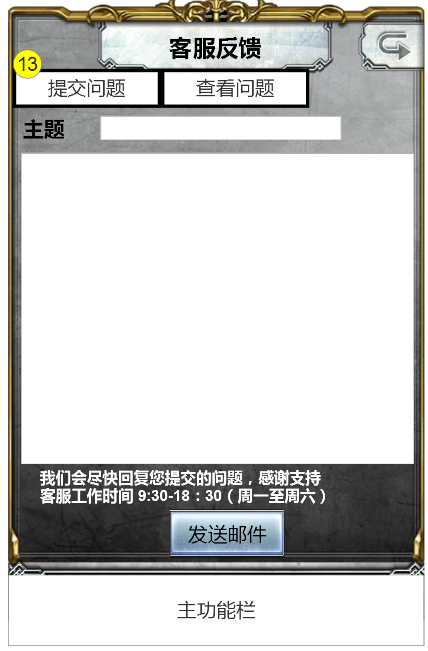 客服反馈
13
提交问题 查看问题
主题
我们会尽快回复您提交的问题，感谢支持
客服工作时间 9:30-18：30（周一至周六）
发送邮件
主功能栏